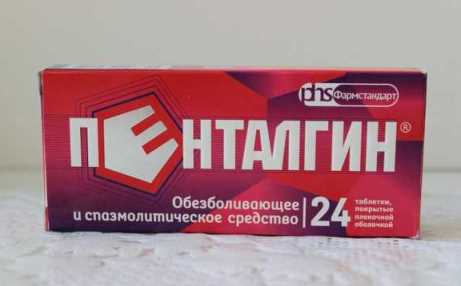 phs Фармстандарт
ПЕНТАЛГИН®
Обезболивающее
и спазмолитическое средство
24
таблетки,
покрытые
пленочной
оболочкой